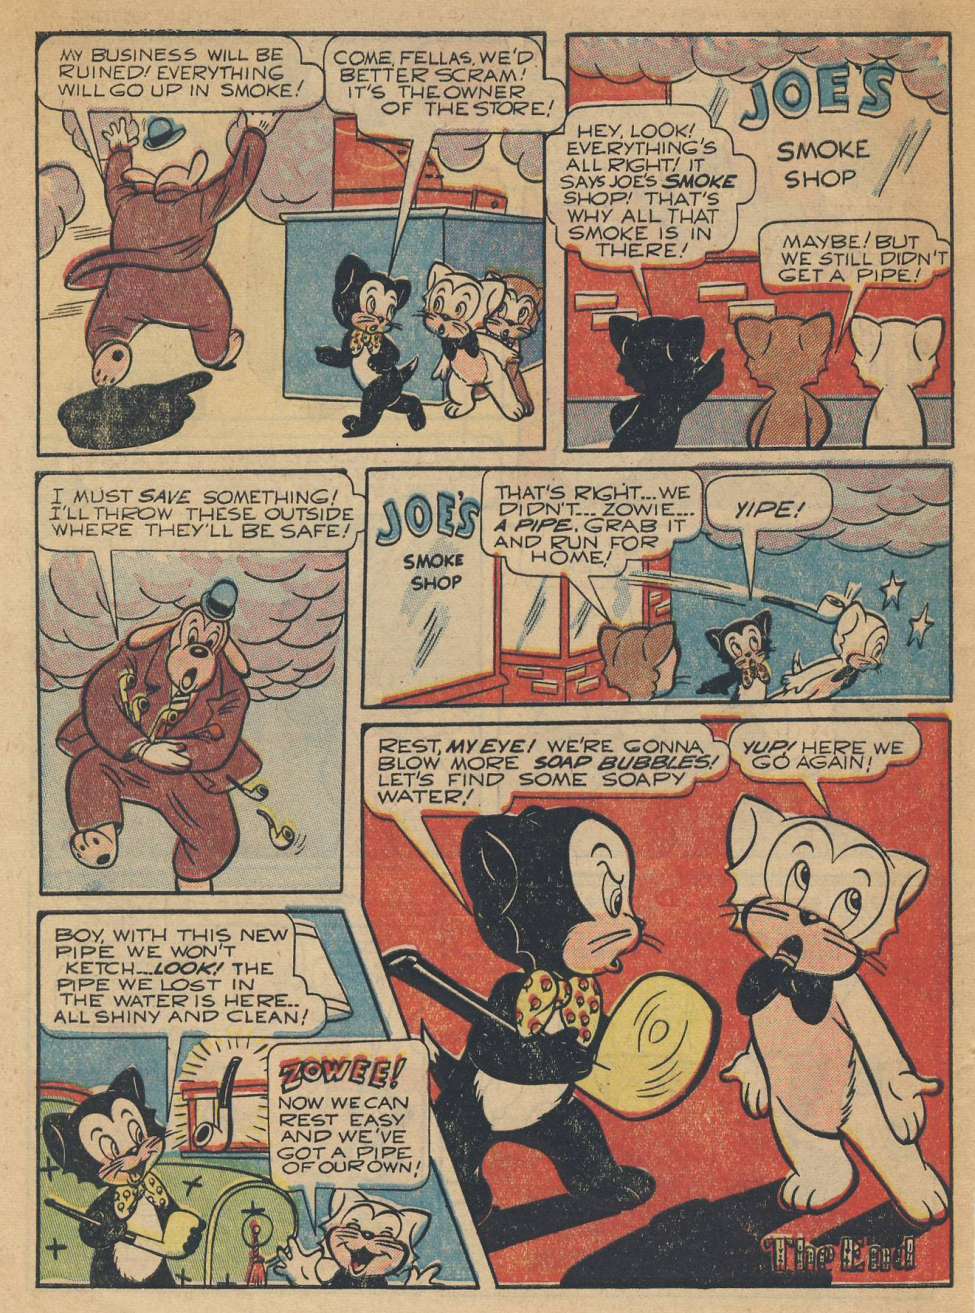 MY BUSINESS WILL BE
RUINED! EVERYTHING
WILL GO UP IN SMOKE!
COME, FELLAS, WE'D
BETTER SCRAM!
IT'S THE OWNER
OF THE STORE!
JOE'S
SMOKE
SHOP
HEY, LOOK!
EVERYTHING'S
ALL RIGHT! IT
SAYS JOE'S SMOKE
SHOP! THAT'S
WHY ALL THAT
SMOKE IS IN
THERE!
MAYBE! BUT
WE STILL DIDN'T
GET A PIPE!
I MUST SAVE SOMETHING!
I'LL THROW THESE OUTSIDE
WHERE THEY'LL BE SAFE!
JOE'S
SMOKE
SHOP
THAT'S RIGHT...WE
DIDN'T... ZOWIE...
A PIPE. GRAB IT
AND RUN FOR
HOME!
YIPE!
BOY, WITH THIS NEW
PIPE WE WON'T
KETCH...LOOK! THE
PIPE WE LOST IN
THE WATER IS HERE..
ALL SHINY AND CLEAN!
ZOWEE!
NOW WE CAN
REST EASY
AND WE'VE
GOT A PIPE
OF OUR OWN!
REST, MY EYE! WE'RE GONNA
BLOW MORE SOAP BUBBLES!
LET'S FIND SOME SOAPY
WATER!
YUP! HERE WE
GO AGAIN!
The End